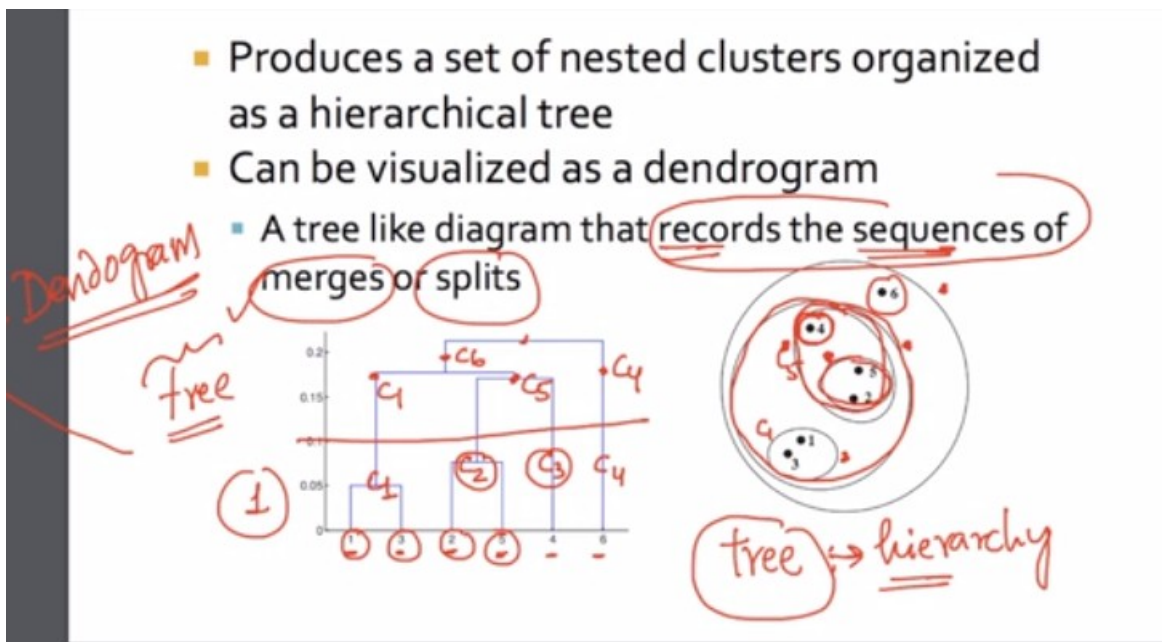 Produces a set of nested clusters organized
as a hierarchical tree
Can be visualized as a dendrogram
A tree like diagram that records the sequences of
merges or splits
Dendogram
Tree
1
0.2
0.15
0.1
0.05
0
C6
C1
C5
C4
C1
C2
C3
C4
1 3 2 5 4 6
6
4
5
2
C5
C1
1
3
tree ↔ hierarchy